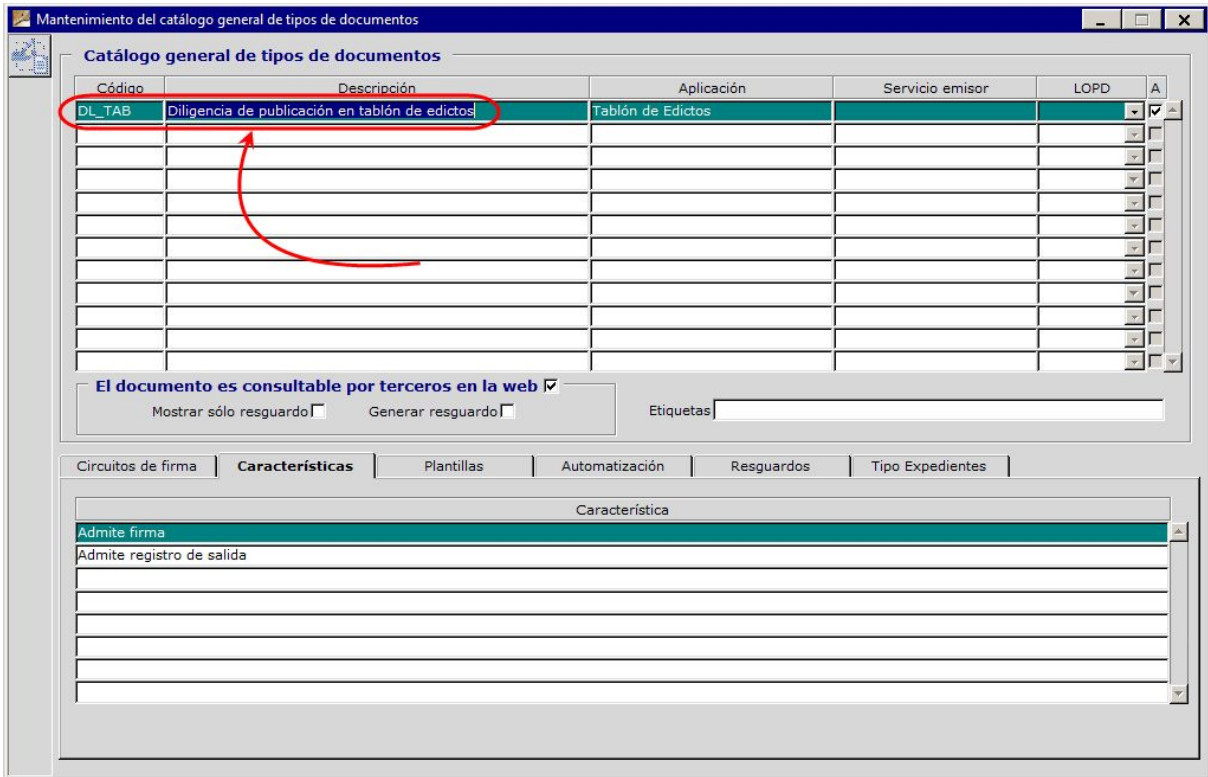 Mantenimiento del catálogo general de tipos de documentos
Catálogo general de tipos de documentos
Código Descripción Aplicación Servicio emisor LOPD A
DL_TAB Diligencia de publicación en tablón de edictos Tablón de Edictos
El documento es consultable por terceros en la web
Mostrar sólo resguardo Generar resguardo Etiquetas
Circuitos de firma Características Plantillas Automatización Resguardos Tipo Expedientes
Característica
Admite firma
Admite registro de salida